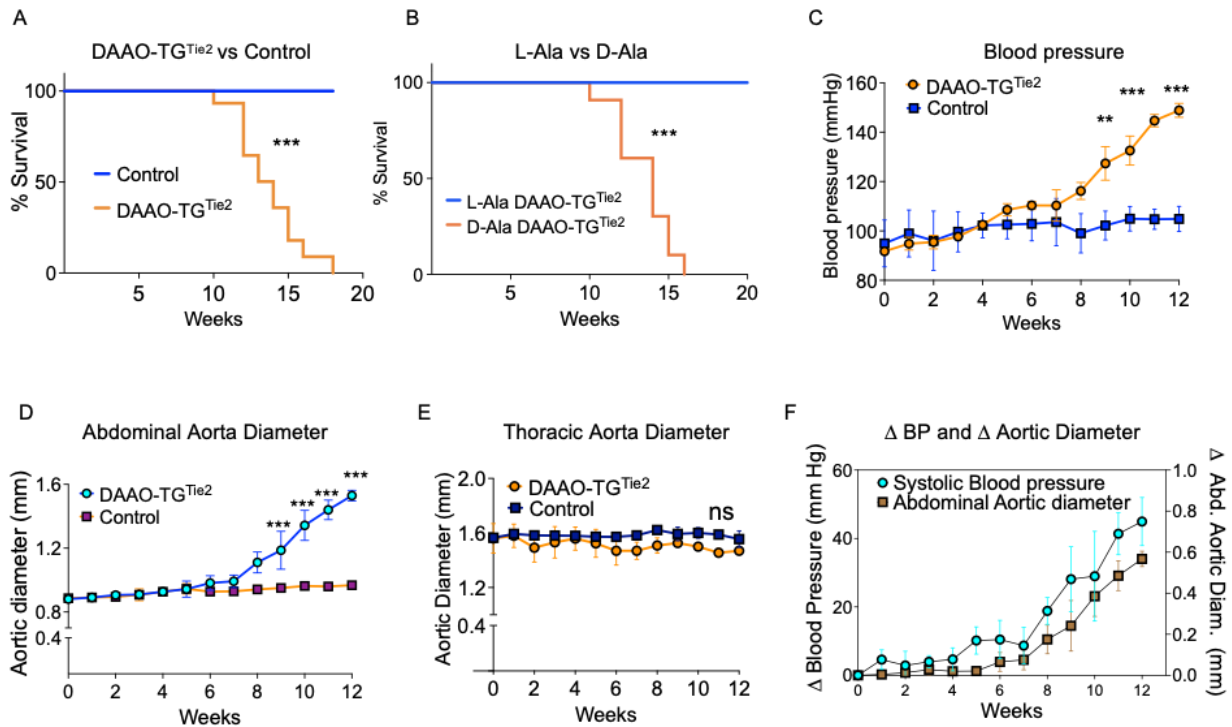 A
DAAO-TG^Tie2 vs Control
100
50
0
% Survival
***
Control
DAAO-TG^Tie2
5
10
15
20
Weeks
B
L-Ala vs D-Ala
100
50
0
% Survival
***
L-Ala DAAO-TG^Tie2
D-Ala DAAO-TG^Tie2
5
10
15
20
Weeks
C
Blood pressure
160
140
120
100
80
Blood pressure (mmHg)
DAAO-TG^Tie2
Control
**
***
***
0
2
4
6
8
10
12
Weeks
D
Abdominal Aorta Diameter
1.6
1.2
0.8
0.4
Aortic diameter (mm)
DAAO-TG^Tie2
Control
***
***
***
***
0
2
4
6
8
10
12
Weeks
E
Thoracic Aorta Diameter
2.0
1.6
1.2
0.4
Aortic Diameter (mm)
DAAO-TG^Tie2
Control
ns
0
2
4
6
8
10
12
Weeks
F
Δ BP and Δ Aortic Diameter
60
40
20
0
Δ Blood Pressure (mm Hg)
Systolic Blood pressure
Abdominal Aortic diameter
1.0
0.8
0.6
0.4
0.2
0.0
Δ Abd. Aortic Diam. (mm)
0
2
4
6
8
10
12
Weeks